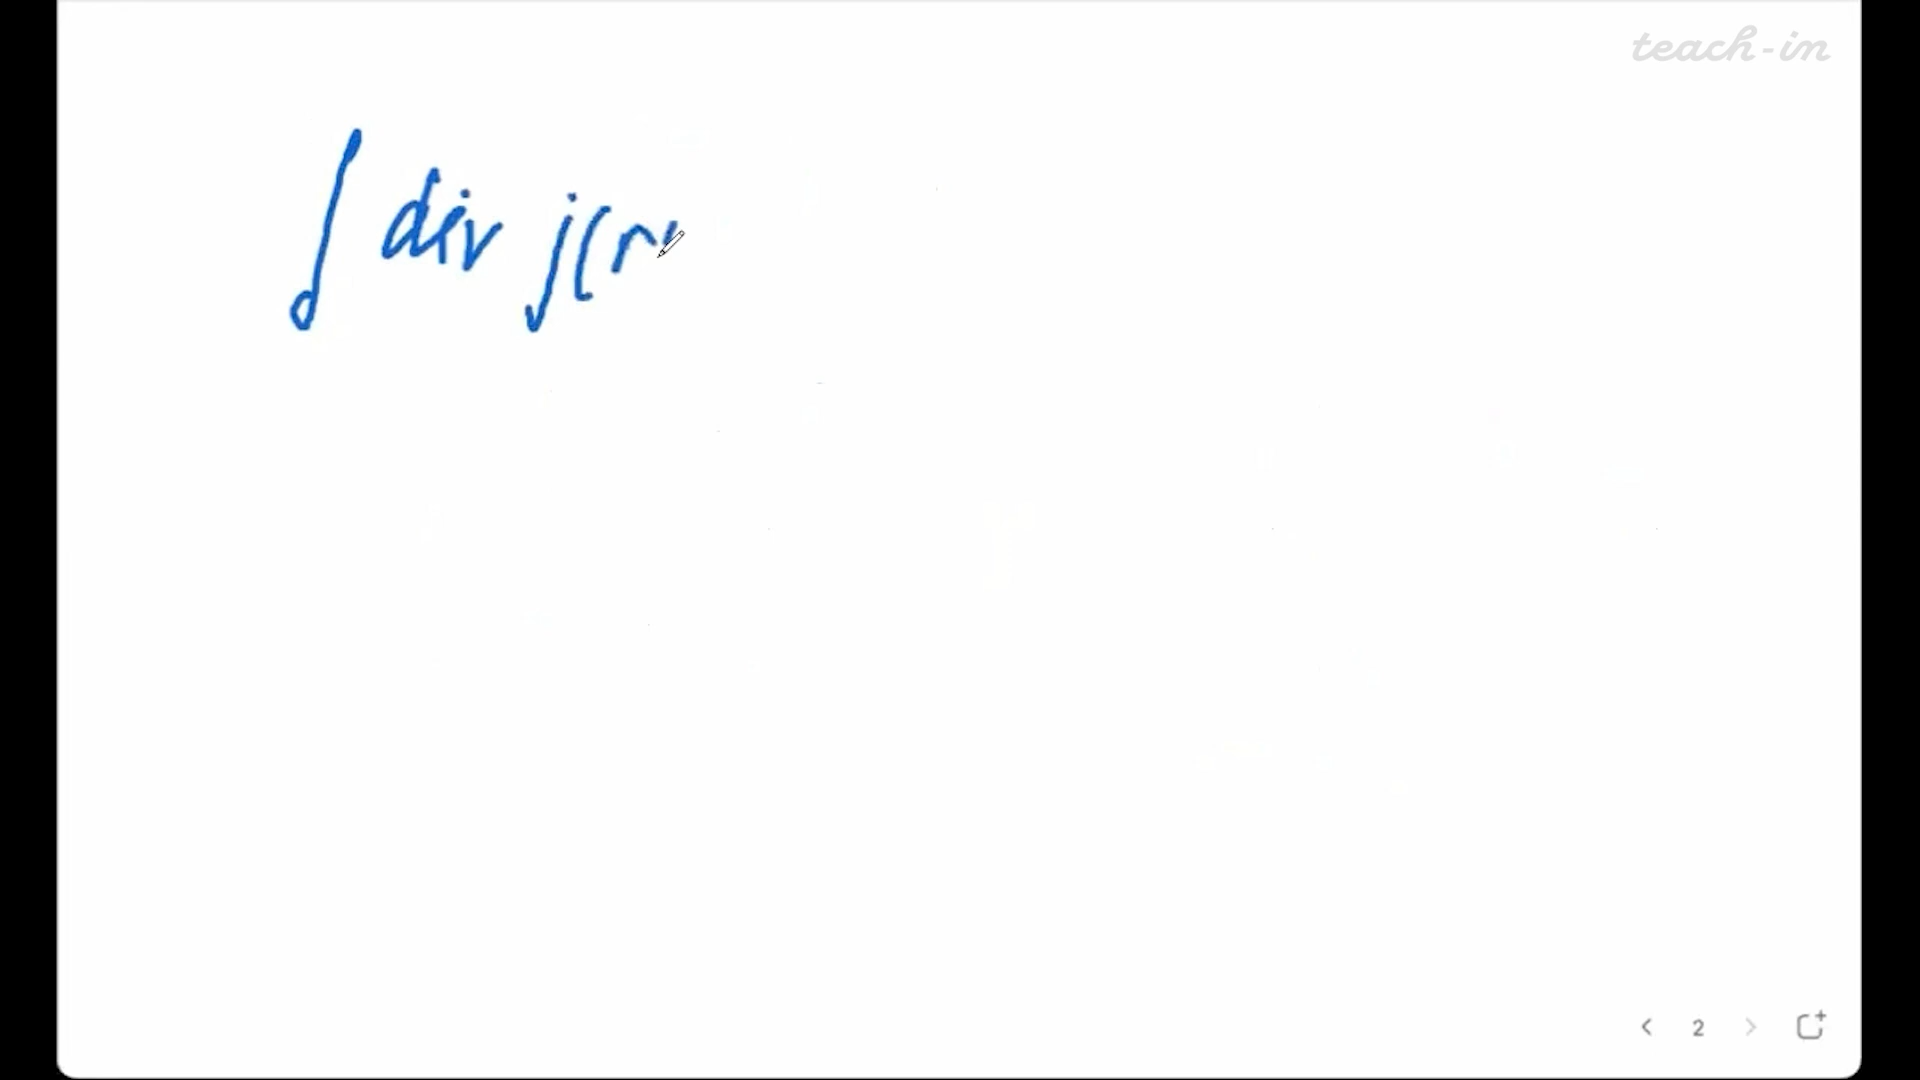 teach-in
∫ div j(r
2